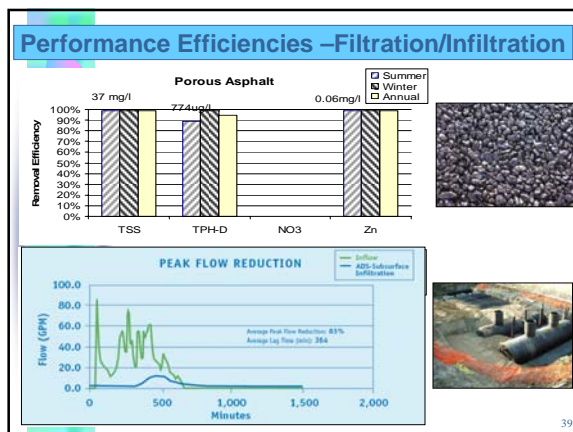 Performance Efficiencies –Filtration/Infiltration
Porous Asphalt
Summer
Winter
Annual
37 mg/l
774ug/l
0.06mg/l
Removal Efficiency
100%
90%
80%
70%
60%
50%
40%
30%
20%
10%
0%
TSS
TPH-D
NO3
Zn
PEAK FLOW REDUCTION
Inflow
ADS-Subsurface
Infiltration
Flow (GPM)
100.0
80.0
60.0
40.0
20.0
0.0
Average Peak Flow Reduction: 83%
Average Lag Time (min): 364
0
500
1,000
1,500
2,000
Minutes
39